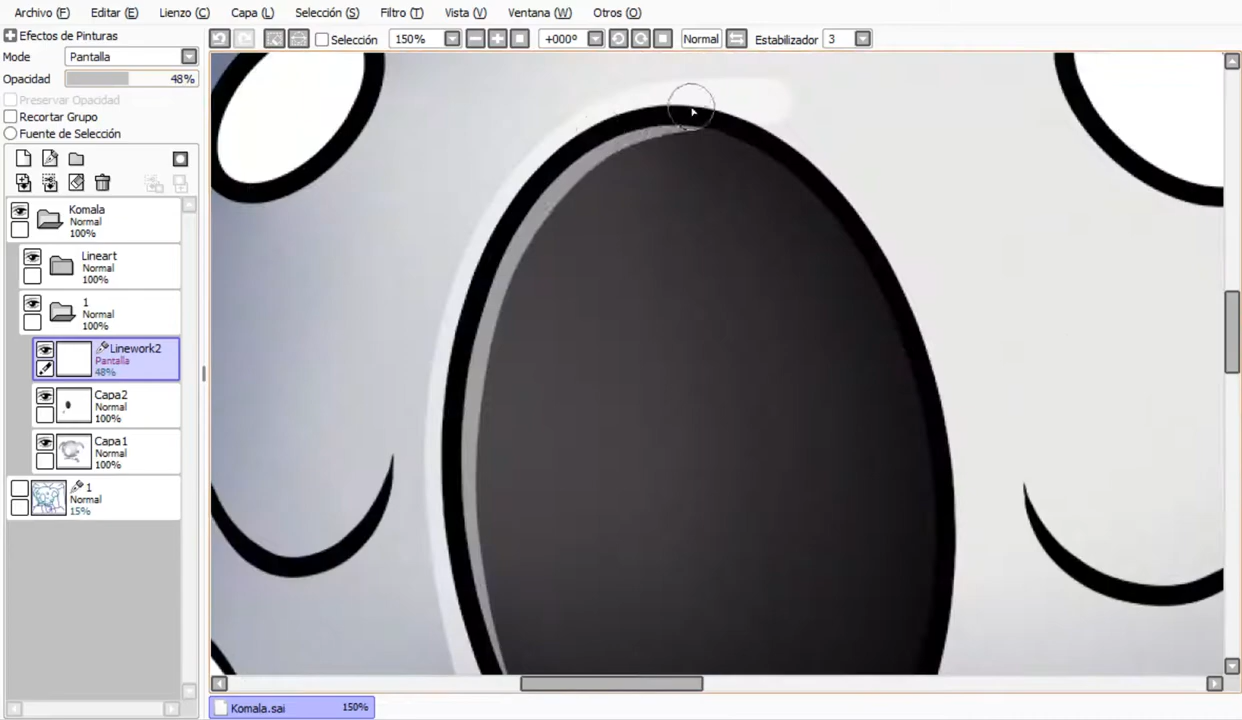 Archivo (F) Editar (E) Lienzo (C) Capa (L) Selección (S) Filtro (T) Vista (V) Ventana (W) Otros (O)
Efectos de Pinturas
Selección 150% +000º Normal Estabilizador 3
Modo Pantalla
Opacidad 48%
Preservar Opacidad
Recortar Grupo
Fuente de Selección
Komala
Normal
100%
Lineart
Normal
100%
1
Normal
100%
Linework2
Pantalla
48%
Capa2
Normal
100%
Capa1
Normal
100%
1
Normal
15%
Komala.sai 150%